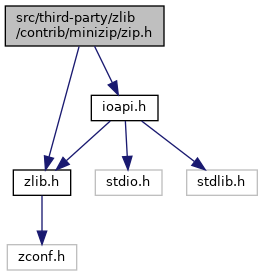 src/third-party/zlib
/contrib/minizip/zip.h
ioapi.h
zlib.h
stdio.h
stdlib.h
zconf.h